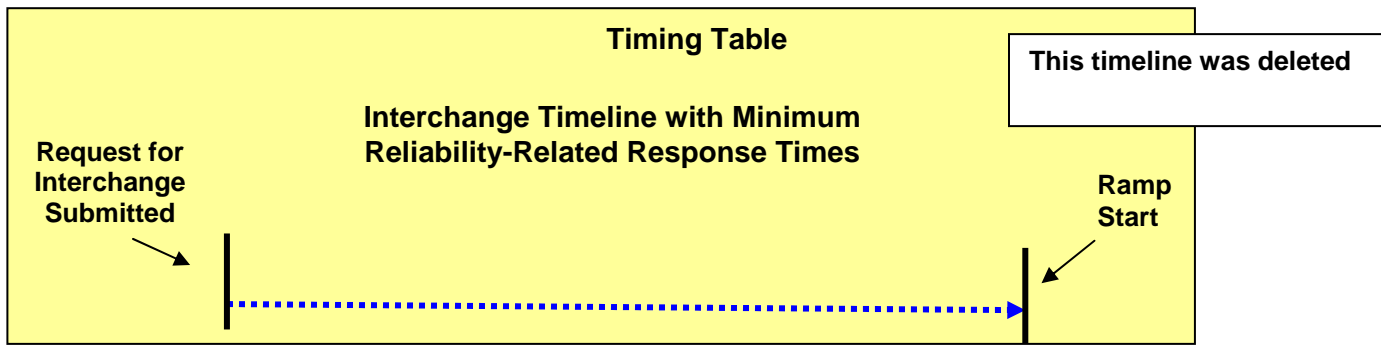 Timing Table
This timeline was deleted
Interchange Timeline with Minimum
Reliability-Related Response Times
Request for
Interchange
Submitted
Ramp
Start